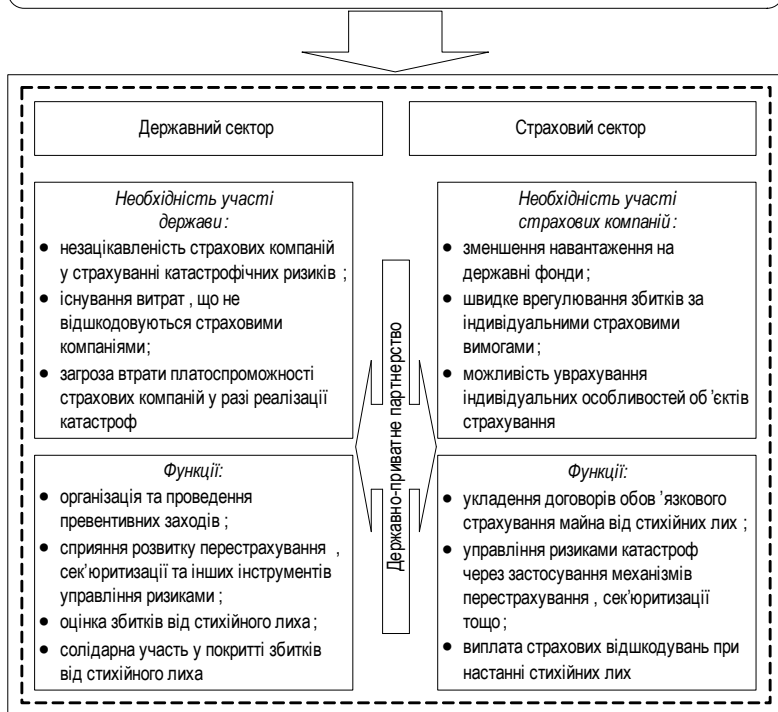 Державний сектор
Страховий сектор
Необхідність участі
держави:
● незацікавленість страхових компаній
у страхуванні катастрофічних ризиків ;
● існування витрат , що не
відшкодовуються страховими
компаніями;
● загроза втрати платоспроможності
страхових компаній у разі реалізації
катастроф
Необхідність участі
страхових компаній :
● зменшення навантаження на
державні фонди ;
● швидке врегулювання збитків за
індивідуальними страховими
вимогами ;
● можливість уврахування
індивідуальних особливостей об ’єктів
страхування
Державно-приватне партнерство
Функції:
● організація та проведення
превентивних заходів ;
● сприяння розвитку перестрахування ,
сек’юритизації та інших інструментів
управління ризиками ;
● оцінка збитків від стихійного лиха ;
● солідарна участь у покритті збитків
від стихійного лиха
Функції:
● укладення договорів обов ’язкового
страхування майна від стихійних лих ;
● управління ризиками катастроф
через застосування механізмів
перестрахування , сек’юритизації
тощо ;
● виплата страхових відшкодувань при
настанні стихійних лих